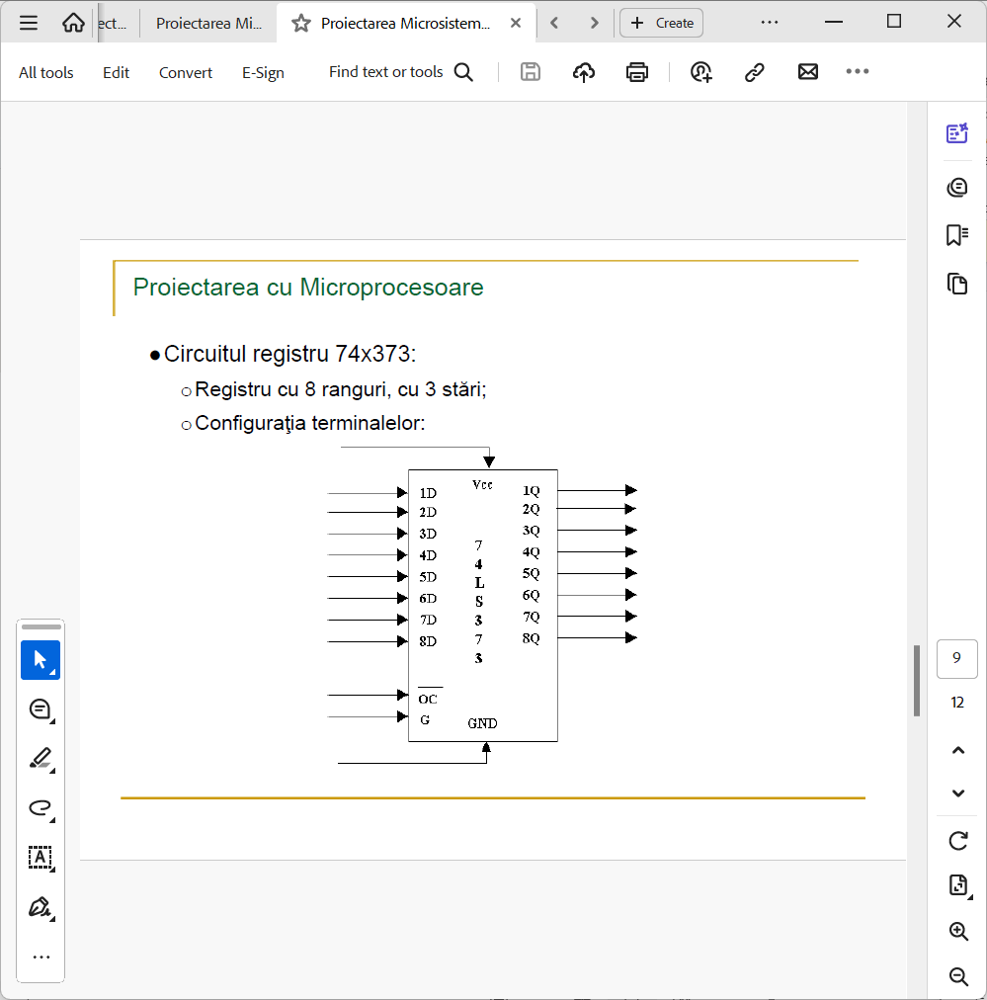 ect...
Proiectarea Mi...
Proiectarea Microsistem...
Create
All tools
Edit
Convert
E-Sign
Find text or tools
Proiectarea cu Microprocesoare
Circuitul registru 74x373:
Registru cu 8 ranguri, cu 3 stări;
Configuraţia terminalelor:
Vcc
1D
2D
3D
4D
5D
6D
7D
8D
OC
G
7
4
L
S
3
7
3
GND
1Q
2Q
3Q
4Q
5Q
6Q
7Q
8Q
9
12